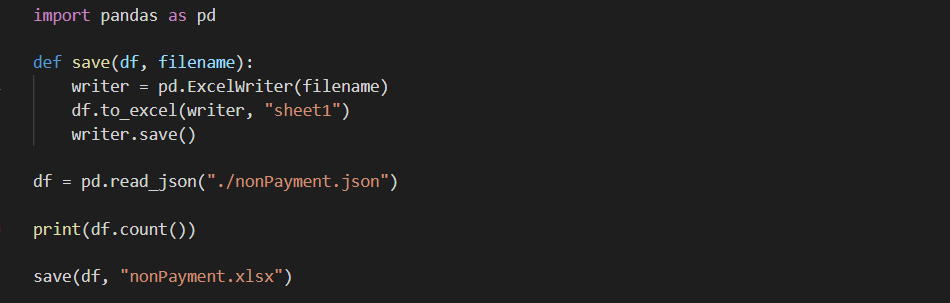 import pandas as pd
def save(df, filename):
    writer = pd.ExcelWriter(filename)
    df.to_excel(writer, "sheet1")
    writer.save()
df = pd.read_json("./nonPayment.json")
print(df.count())
save(df, "nonPayment.xlsx")